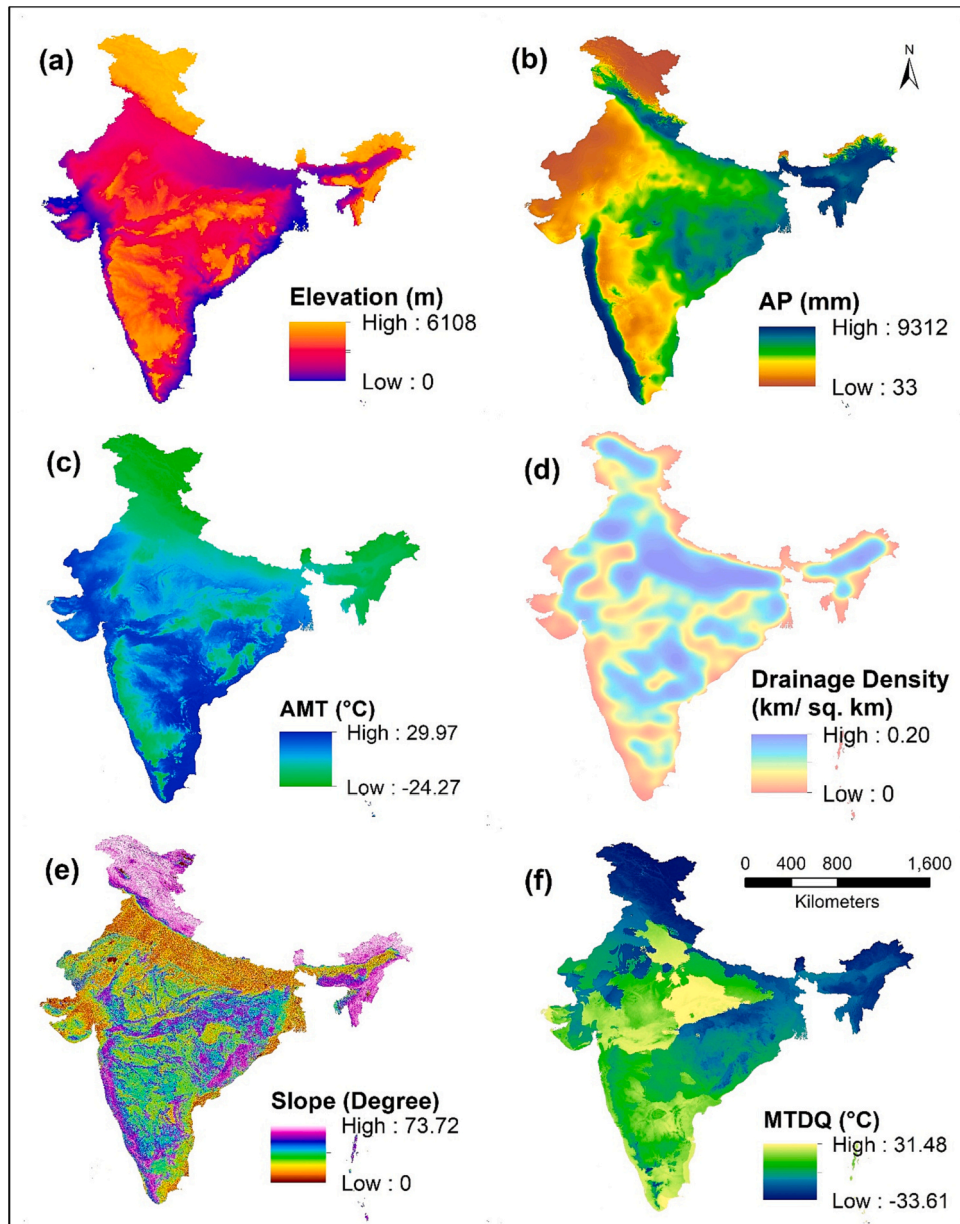 (a)
Elevation (m)
High : 6108
Low : 0
(b)
N
AP (mm)
High : 9312
Low : 33
(c)
AMT (°C)
High : 29.97
Low : -24.27
(d)
Drainage Density
(km/ sq. km)
High : 0.20
Low : 0
(e)
Slope (Degree)
High : 73.72
Low : 0
(f)
0 400 800 1,600
Kilometers
MTDQ (°C)
High : 31.48
Low : -33.61